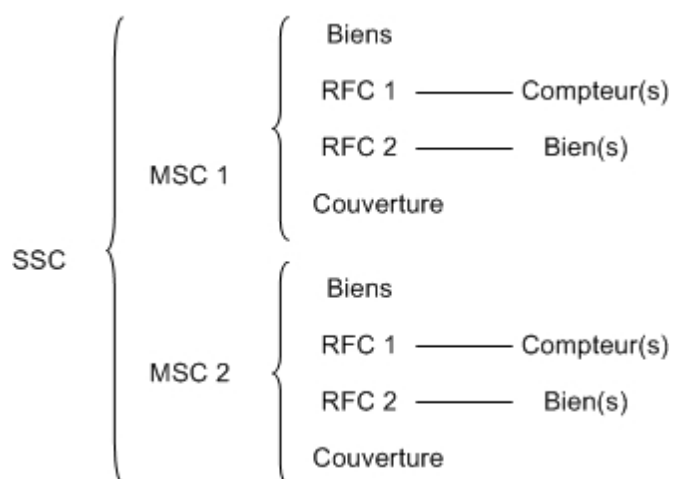 Biens
RFC 1 Compteur(s)
RFC 2 Bien(s)
MSC 1
Couverture
SSC
Biens
RFC 1 Compteur(s)
MSC 2
RFC 2 Bien(s)
Couverture